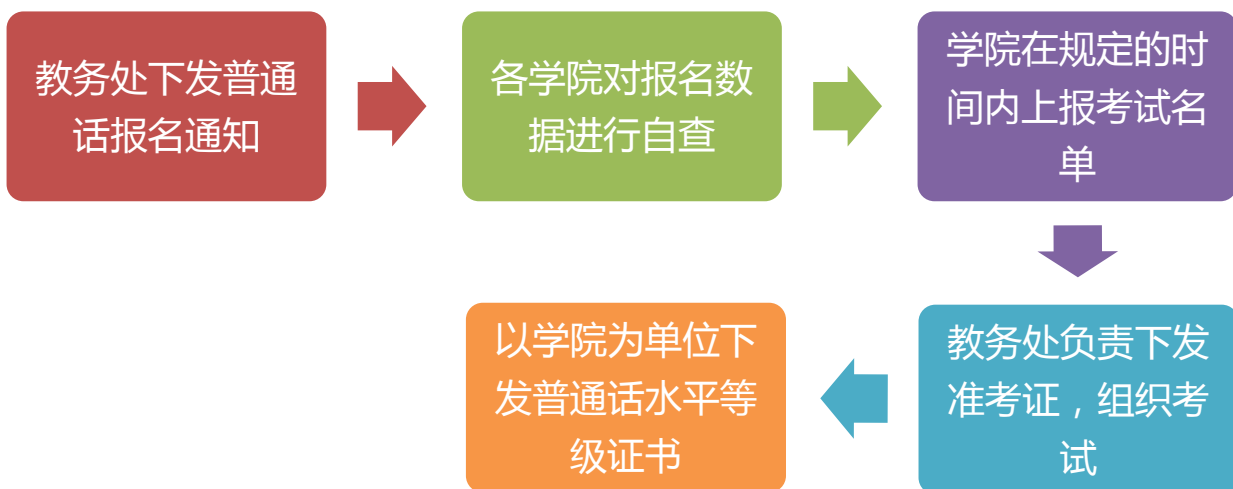 教务处下发普通
话报名通知
各学院对报名数
据进行自查
学院在规定的时
间内上报考试名
单
教务处负责下发
准考证，组织考
试
以学院为单位下
发普通话水平等
级证书